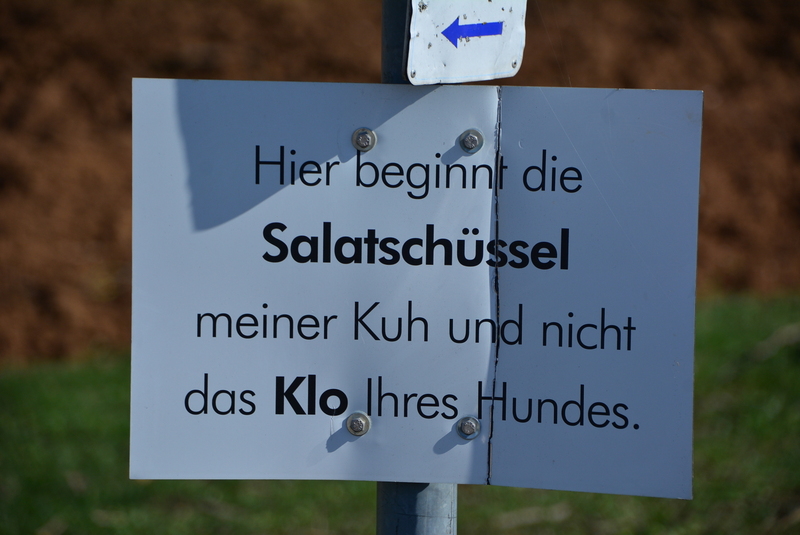 Hier beginnt die
Salatschüssel
meiner Kuh und nicht
das Klo Ihres Hundes.